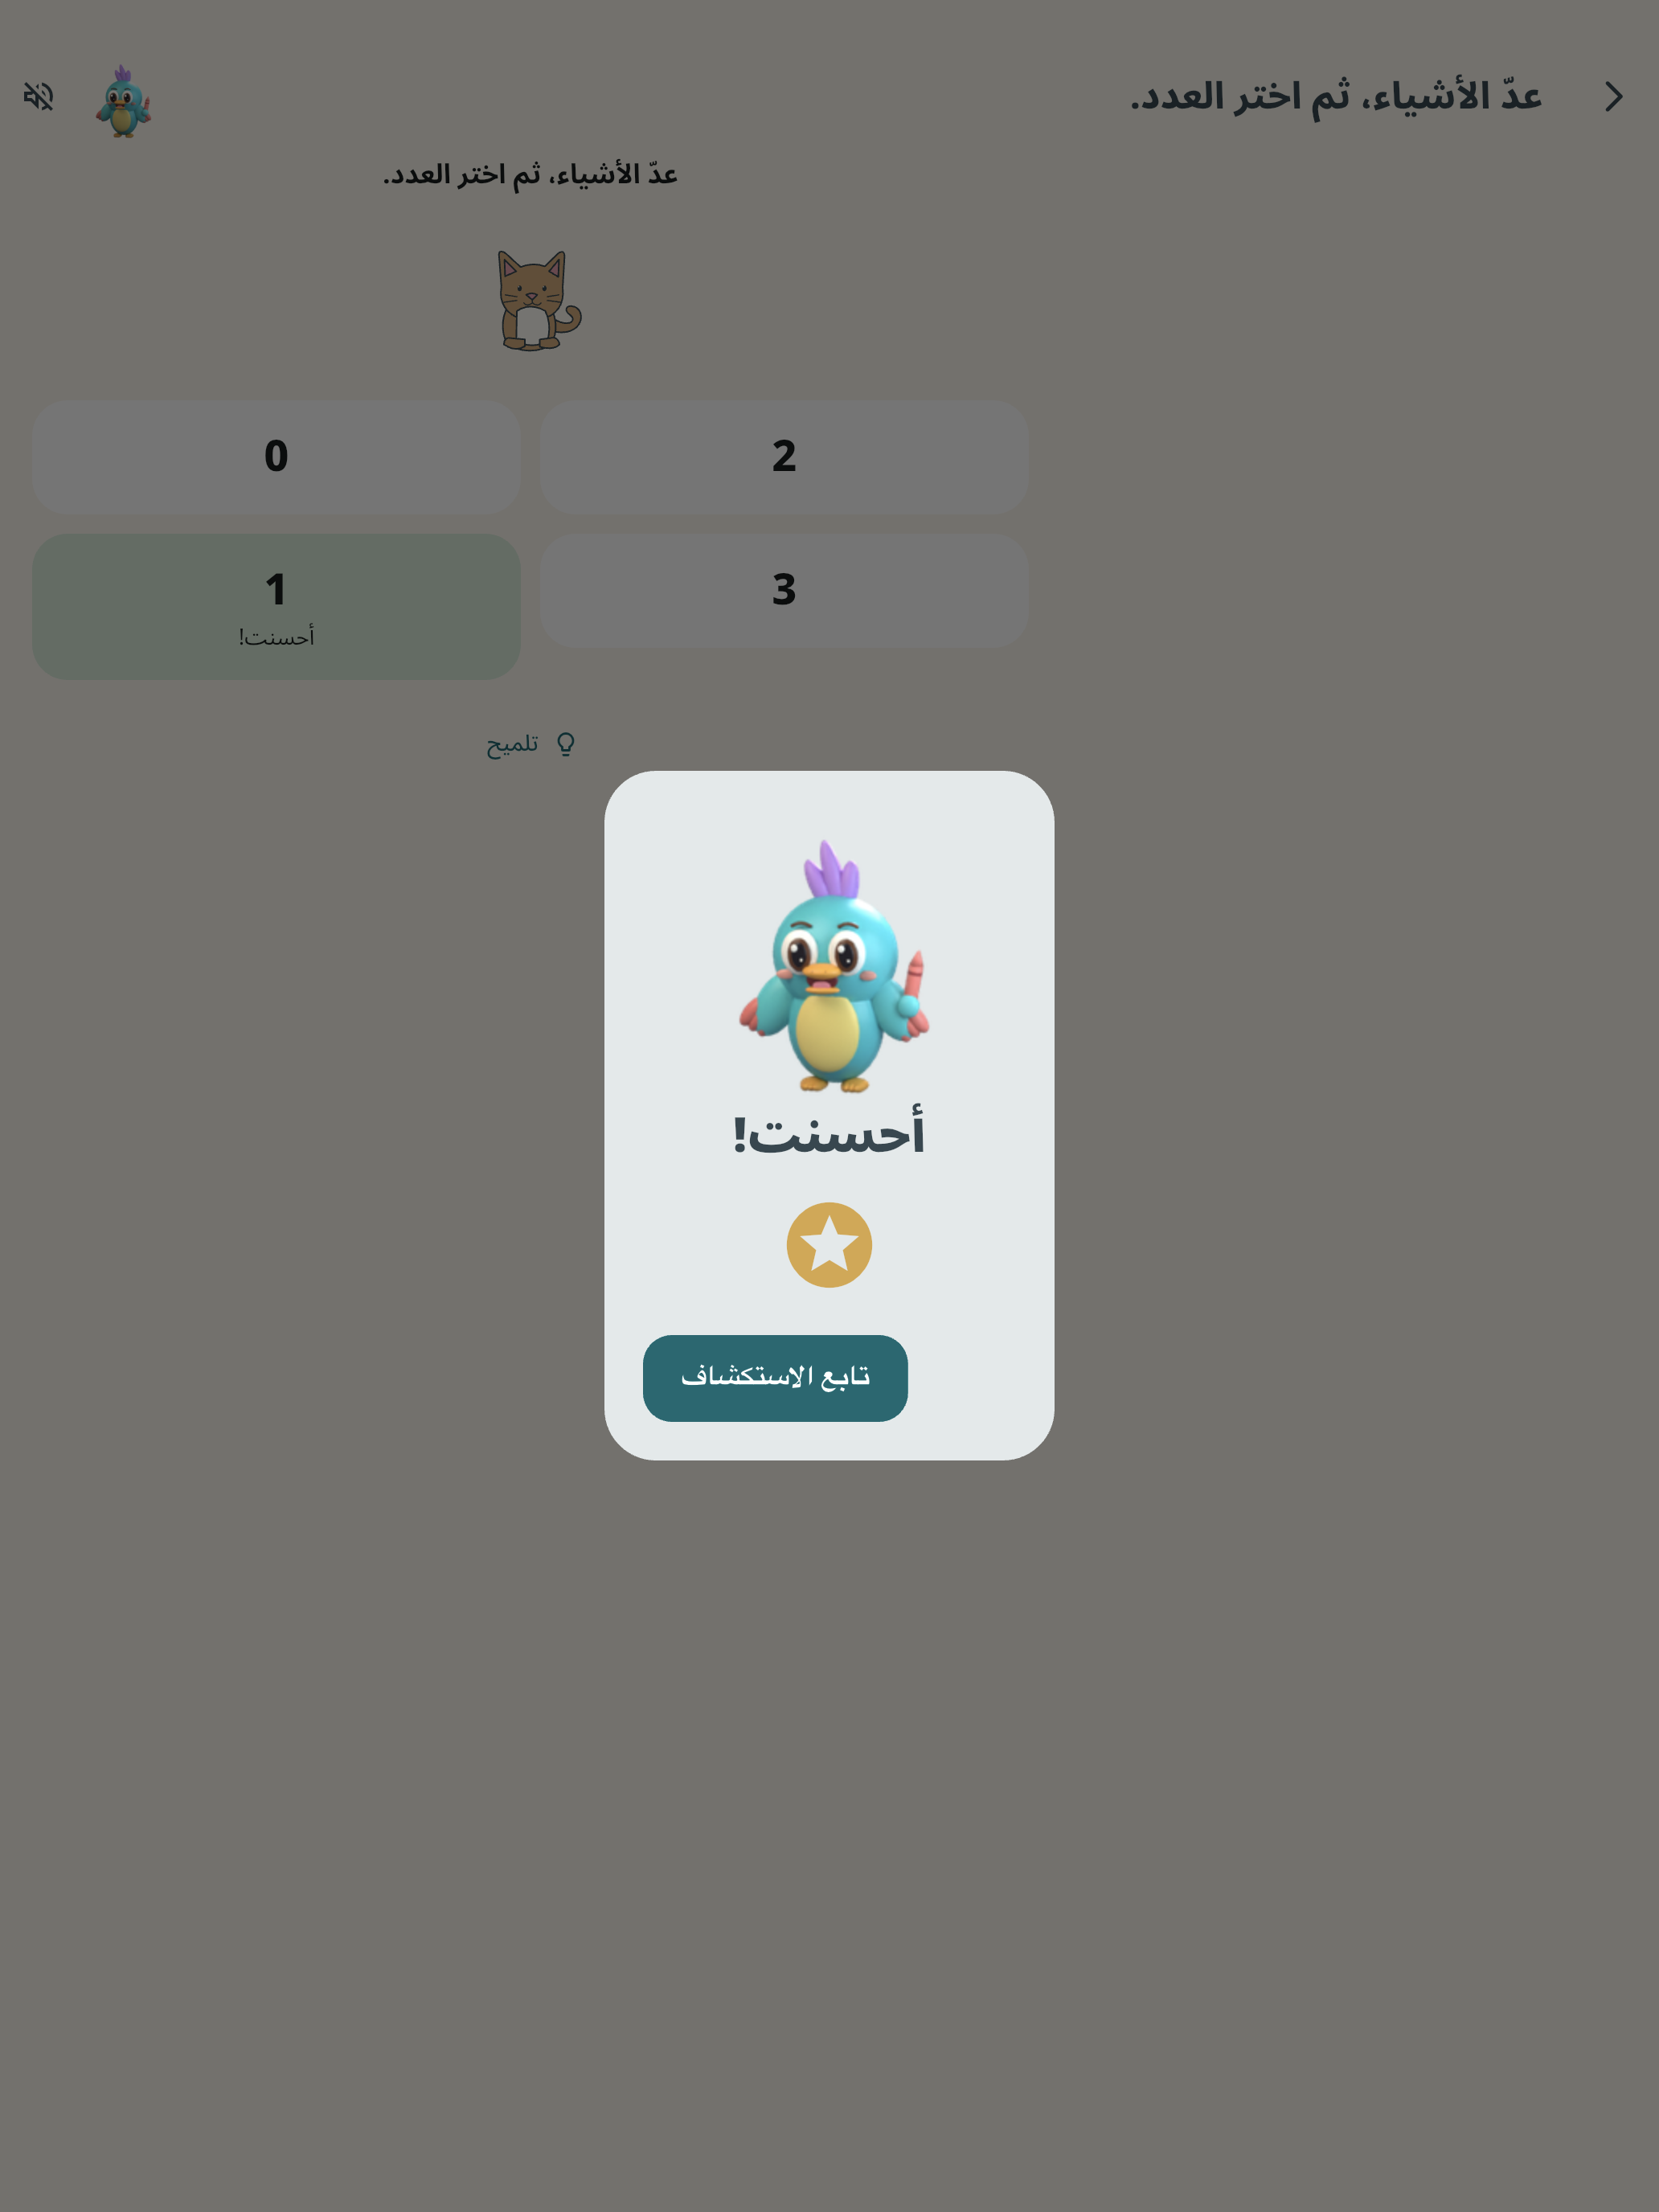 عدّ الأشياء، ثم اختر العدد.
عدّ الأشياء، ثم اختر العدد.
2
0
3
1
أحسنت!
تلميح
أحسنت!
تابع الاستكشاف